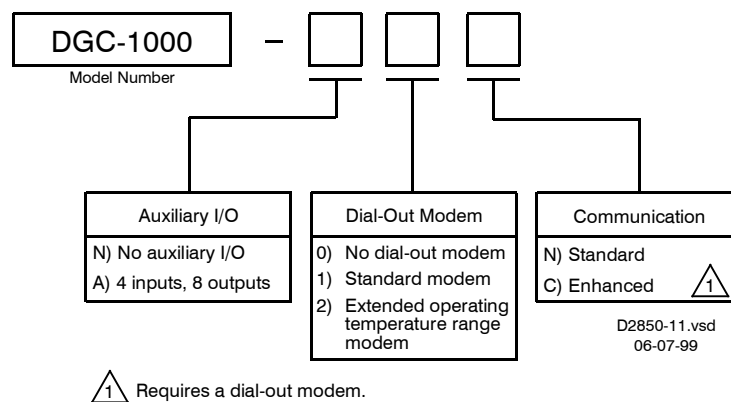 DGC-1000 –
Model Number
Auxiliary I/O
N) No auxiliary I/O
A) 4 inputs, 8 outputs
Dial-Out Modem
0) No dial-out modem
1) Standard modem
2) Extended operating
temperature range
modem
Communication
N) Standard
C) Enhanced 1
D2850-11.vsd
06-07-99
1 Requires a dial-out modem.